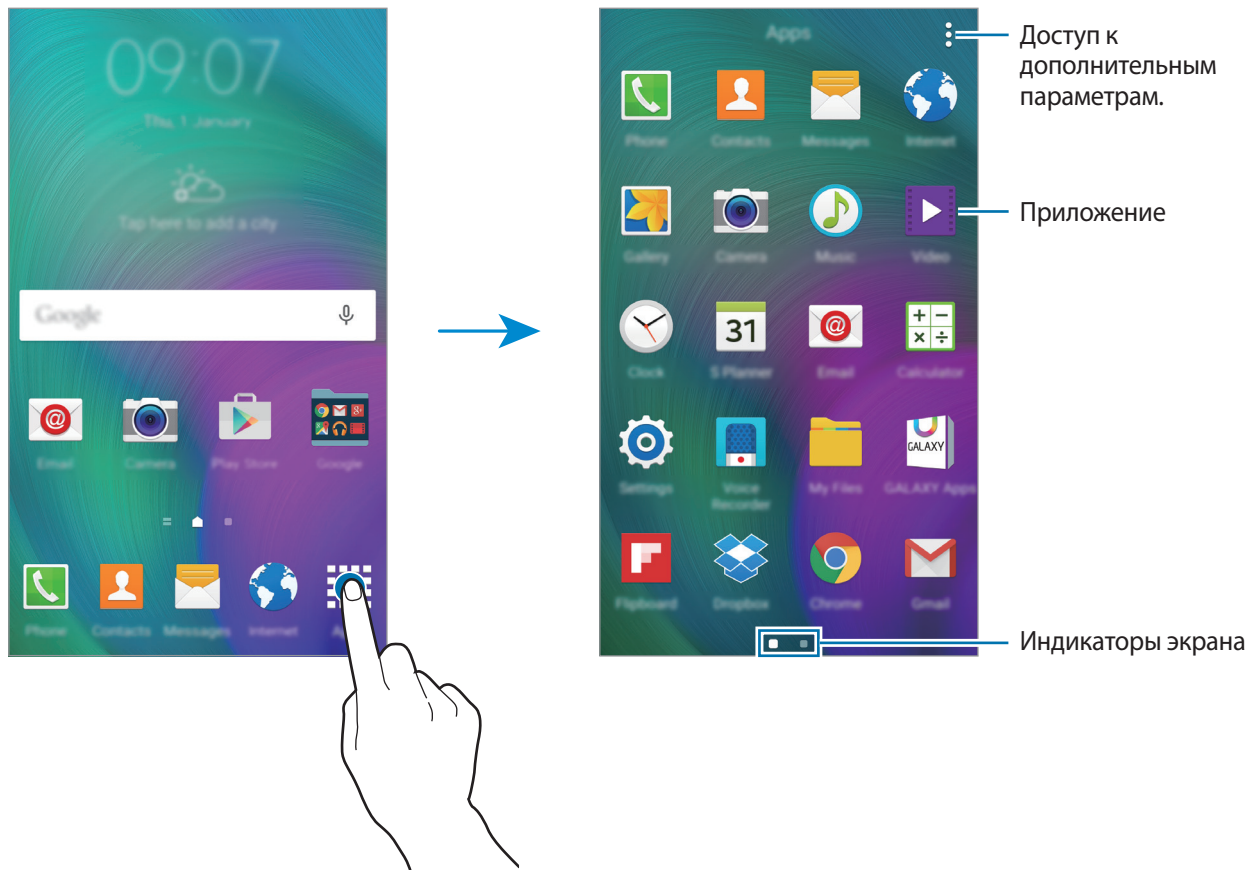 09:07
Thu, 1 January
Tap here to add a city
Google
Email Camera Play Store Google
Phone Contacts Messages Internet
Apps
Phone Contacts Messages Internet
Gallery Camera Music Video
31
Clock S Planner Email Calculator
GALAXY
Settings Voice Recorder My Files GALAXY Apps
Flipboard Dropbox Chrome Gmail
Доступ к
дополнительным
параметрам.
Приложение
Индикаторы экрана